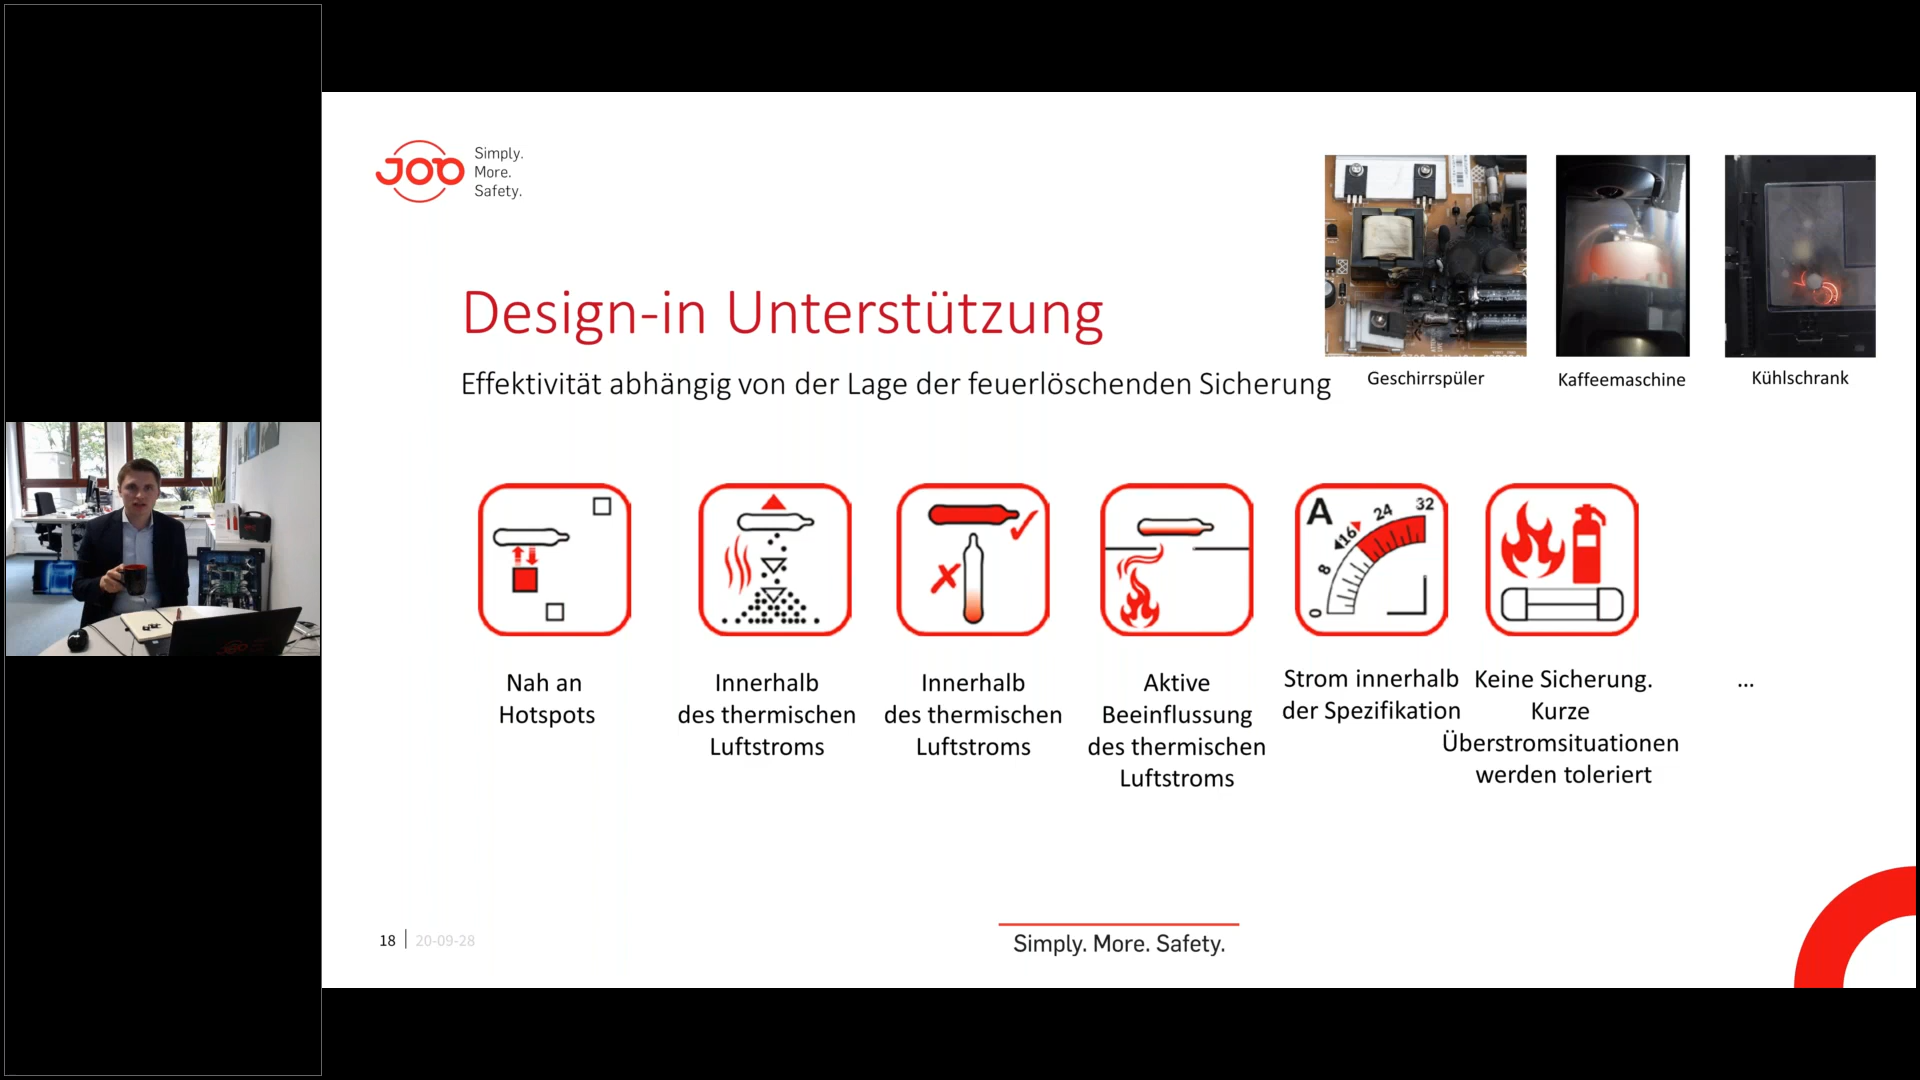 JOB
Simply.
More.
Safety.
Design-in Unterstützung
Effektivität abhängig von der Lage der feuerlöschenden Sicherung
Geschirrspüler
Kaffeemaschine
Kühlschrank
A
0
8
16
24
32
Nah an
Hotspots
Innerhalb
des thermischen
Luftstroms
Innerhalb
des thermischen
Luftstroms
Aktive
Beeinflussung
des thermischen
Luftstroms
Strom innerhalb
der Spezifikation
Keine Sicherung.
Kurze
Überstromsituationen
werden toleriert
...
18
20-09-28
Simply. More. Safety.